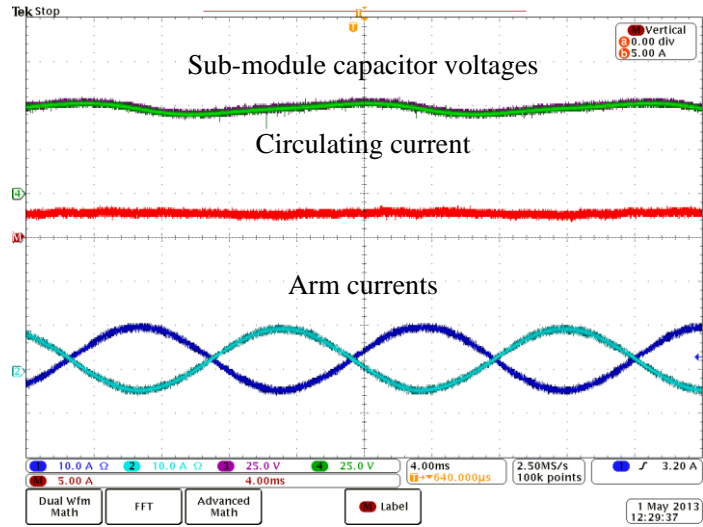 Tek Stop
T
T
M Vertical
a 0.00 div
b 5.00 A
Sub-module capacitor voltages
Circulating current
4
M
Arm currents
2
1 10.0 A Ω 2 10.0 A Ω 3 25.0 V 4 25.0 V
M 5.00 A 4.00ms
4.00ms
T→▼640.000µs
2.50MS/s
100k points
1 ƒ 3.20 A
Dual Wfm
Math
FFT
Advanced
Math
M Label
1 May 2013
12:29:37